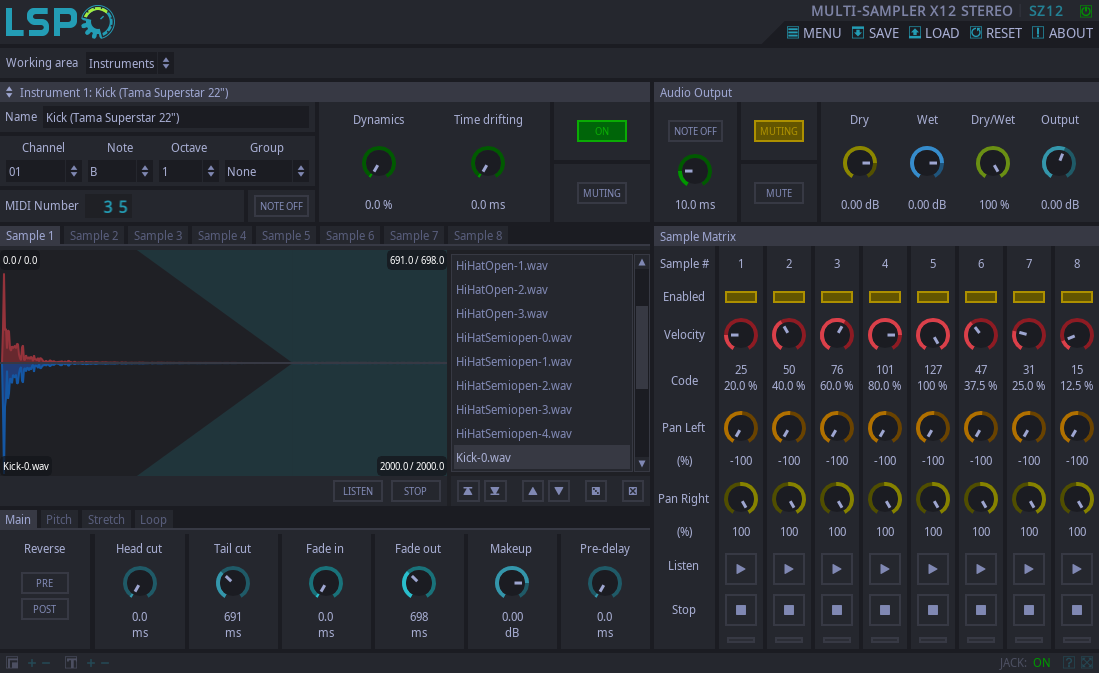 LSP
MULTI-SAMPLER X12 STEREO SZ12
MENU SAVE LOAD RESET ABOUT
Working area Instruments
Instrument 1: Kick (Tama Superstar 22")
Name Kick (Tama Superstar 22")
Channel Note Octave Group
01 B 1 None
MIDI Number 35 NOTE OFF
Dynamics Time drifting
0.0 % 0.0 ms
ON
MUTING
Audio Output
NOTE OFF MUTING
10.0 ms MUTE
Dry Wet Dry/Wet Output
0.00 dB 0.00 dB 100 % 0.00 dB
Sample 1 Sample 2 Sample 3 Sample 4 Sample 5 Sample 6 Sample 7 Sample 8
0.0 / 0.0 691.0 / 698.0
Kick-0.wav 2000.0 / 2000.0
HiHatOpen-1.wav
HiHatOpen-2.wav
HiHatOpen-3.wav
HiHatSemiopen-0.wav
HiHatSemiopen-1.wav
HiHatSemiopen-2.wav
HiHatSemiopen-3.wav
HiHatSemiopen-4.wav
Kick-0.wav
LISTEN STOP
Main Pitch Stretch Loop
Reverse Head cut Tail cut Fade in Fade out Makeup Pre-delay
PRE
POST
0.0 691 0.0 698 0.00 0.0
ms ms ms ms dB ms
Sample Matrix
Sample # 1 2 3 4 5 6 7 8
Enabled
Velocity
Code 25 50 76 101 127 47 31 15
20.0 % 40.0 % 60.0 % 80.0 % 100 % 37.5 % 25.0 % 12.5 %
Pan Left
(%) -100 -100 -100 -100 -100 -100 -100 -100
Pan Right
(%) 100 100 100 100 100 100 100 100
Listen
Stop
T JACK: ON ?